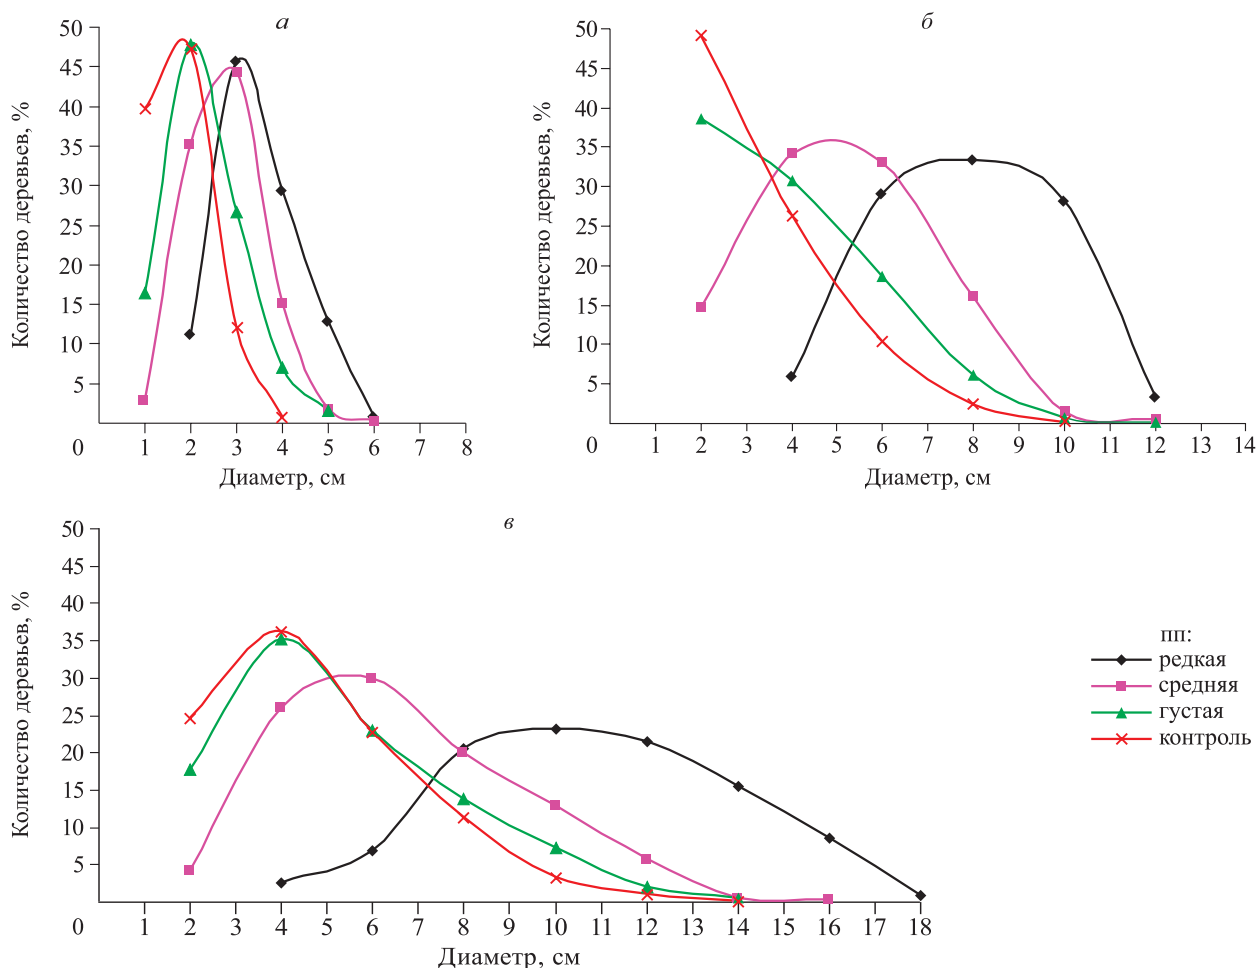 а
Количество деревьев, %
50
45
40
35
30
25
20
15
10
5
0
1 2 3 4 5 6 7 8
Диаметр, см
б
Количество деревьев, %
50
45
40
35
30
25
20
15
10
5
0
1 2 4 5 6 7 8 9 10 11 12 13 14
Диаметр, см
в
Количество деревьев, %
50
45
40
35
30
25
20
15
10
5
0
1 2 3 4 5 6 7 8 9 10 11 12 13 14 16 17 18
Диаметр, см
пп:
редкая
средняя
густая
контроль